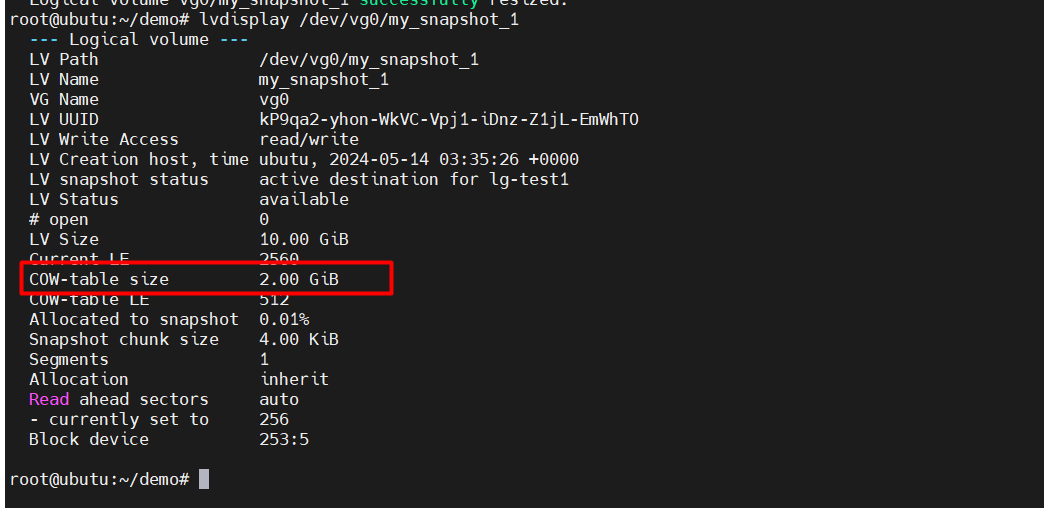 Logical volume vg0/my_snapshot_1 successfully resized.
root@ubutu:~/demo# lvdisplay /dev/vg0/my_snapshot_1
--- Logical volume ---
LV Path                /dev/vg0/my_snapshot_1
LV Name                my_snapshot_1
VG Name                vg0
LV UUID                kP9qa2-yhon-WkVC-Vpj1-iDnz-Z1jL-EmWhTO
LV Write Access        read/write
LV Creation host, time ubutu, 2024-05-14 03:35:26 +0000
LV snapshot status     active destination for lg-test1
LV Status              available
# open                 0
LV Size                10.00 GiB
Current LE             2560
COW-table size         2.00 GiB
COW-table LE           512
Allocated to snapshot  0.01%
Snapshot chunk size    4.00 KiB
Segments               1
Allocation             inherit
Read ahead sectors     auto
- currently set to     256
Block device           253:5
root@ubutu:~/demo#